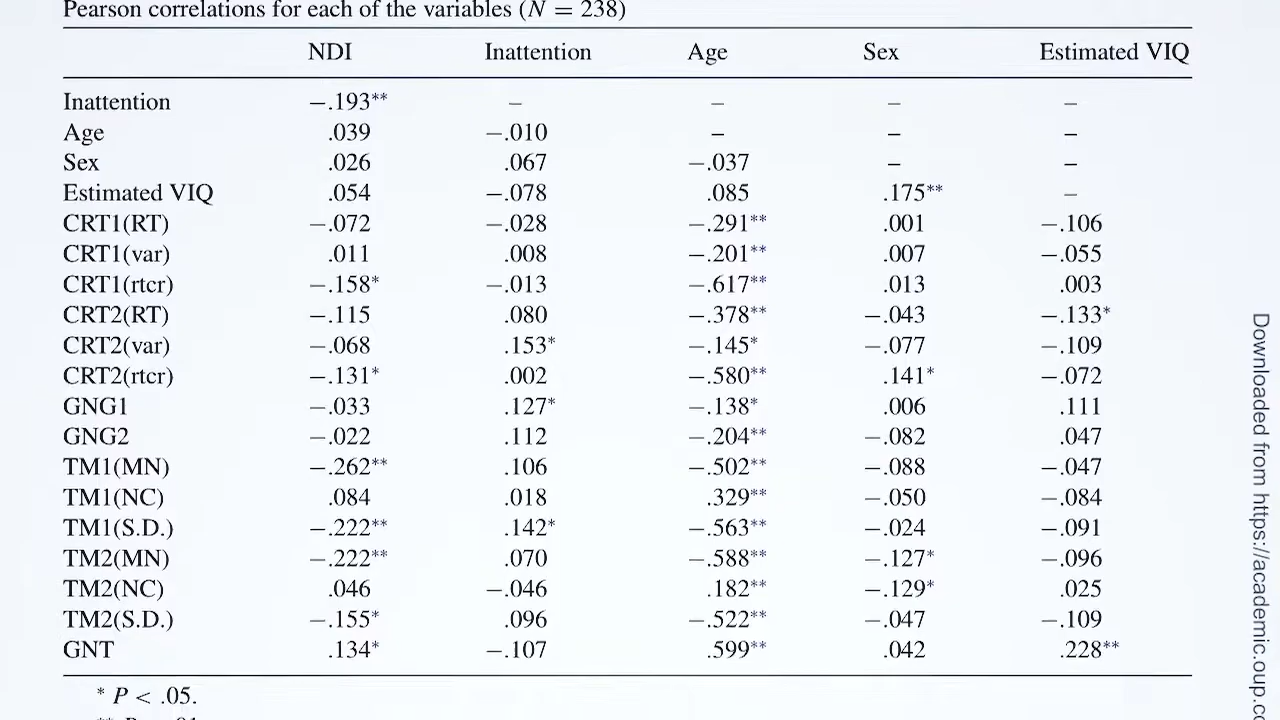 Pearson correlations for each of the variables (N = 238)
NDI Inattention Age Sex Estimated VIQ
Inattention −.193** – – – –
Age .039 −.010 – – –
Sex .026 .067 −.037 – –
Estimated VIQ .054 −.078 .085 .175** –
CRT1(RT) −.072 −.028 −.291** .001 −.106
CRT1(var) .011 .008 −.201** .007 −.055
CRT1(rtcr) −.158* −.013 −.617** .013 .003
CRT2(RT) −.115 .080 −.378** −.043 −.133*
CRT2(var) −.068 .153* −.145* −.077 −.109
CRT2(rtcr) −.131* .002 −.580** .141* −.072
GNG1 −.033 .127* −.138* .006 .111
GNG2 −.022 .112 −.204** −.082 .047
TM1(MN) −.262** .106 −.502** −.088 −.047
TM1(NC) .084 .018 .329** −.050 −.084
TM1(S.D.) −.222** .142* −.563** −.024 −.091
TM2(MN) −.222** .070 −.588** −.127* −.096
TM2(NC) .046 −.046 .182** −.129* .025
TM2(S.D.) −.155* .096 −.522** −.047 −.109
GNT .134* −.107 .599** .042 .228**
* P < .05.
Downloaded from https://academic.oup.c